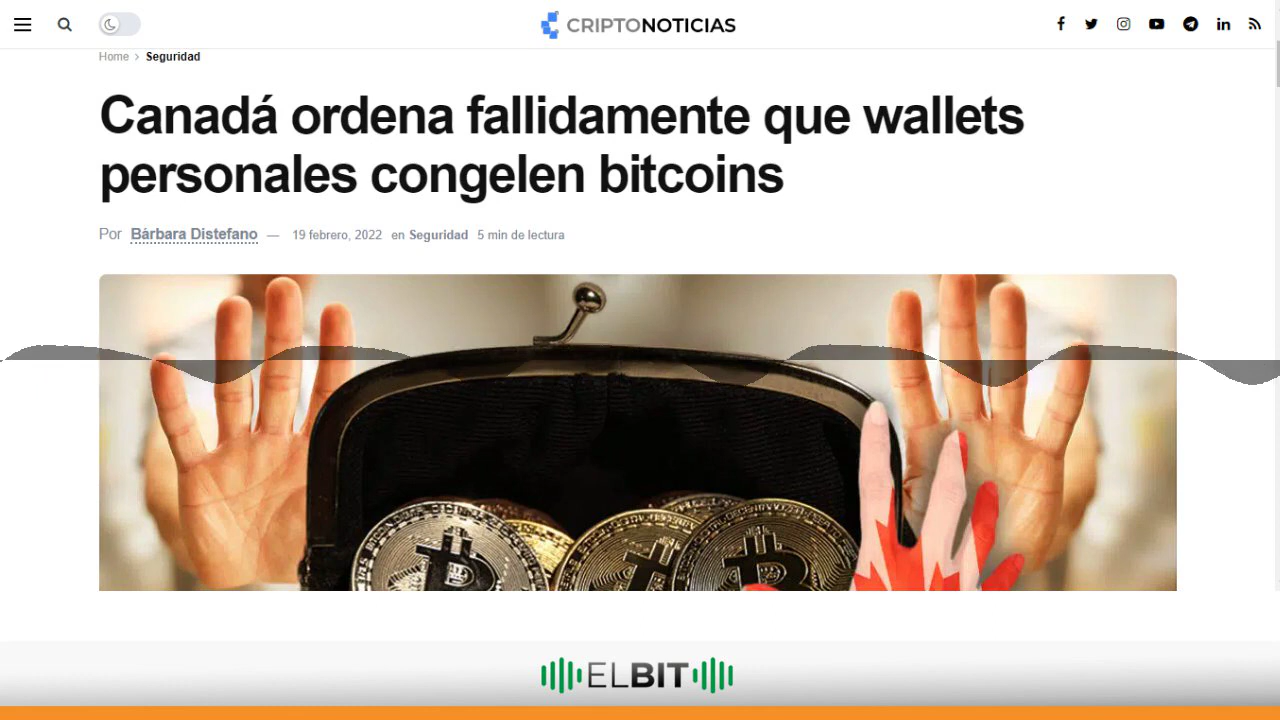 CRIPTONOTICIAS
Home > Seguridad
Canadá ordena fallidamente que wallets
personales congelen bitcoins
Por Bárbara Distefano — 19 febrero, 2022 en Seguridad 5 min de lectura
ELBIT